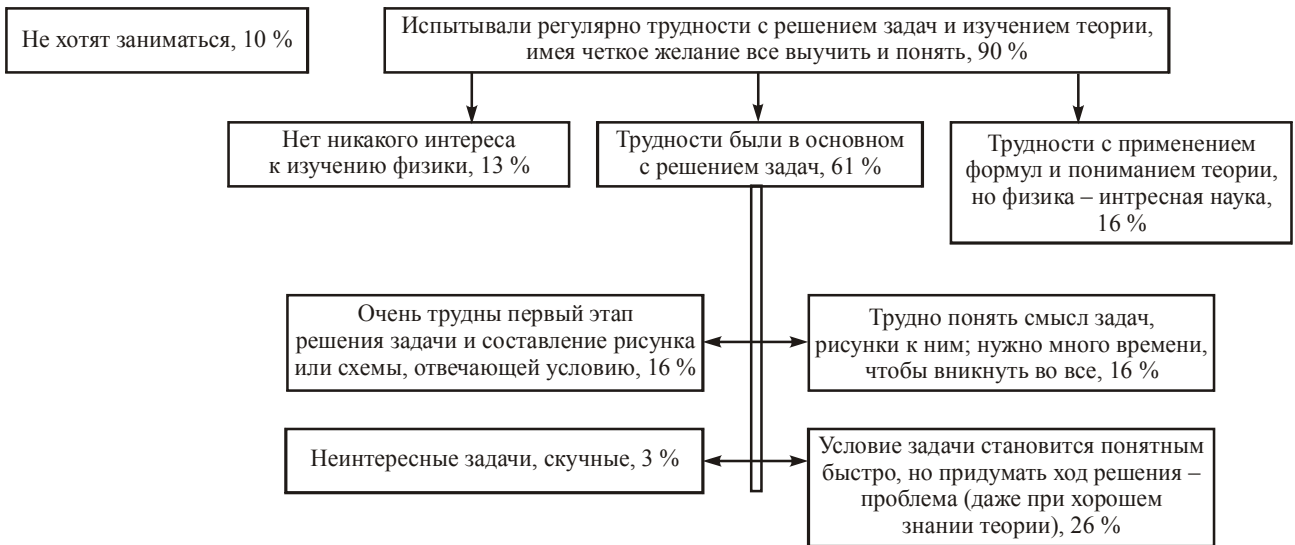 Не хотят заниматься, 10 %
Испытывали регулярно трудности с решением задач и изучением теории,
имея четкое желание все выучить и понять, 90 %
Нет никакого интереса
к изучению физики, 13 %
Трудности были в основном
с решением задач, 61 %
Трудности с применением
формул и пониманием теории,
но физика – интресная наука,
16 %
Очень трудны первый этап
решения задачи и составление рисунка
или схемы, отвечающей условию, 16 %
Трудно понять смысл задач,
рисунки к ним; нужно много времени,
чтобы вникнуть во все, 16 %
Неинтересные задачи, скучные, 3 %
Условие задачи становится понятным
быстро, но придумать ход решения –
проблема (даже при хорошем
знании теории), 26 %